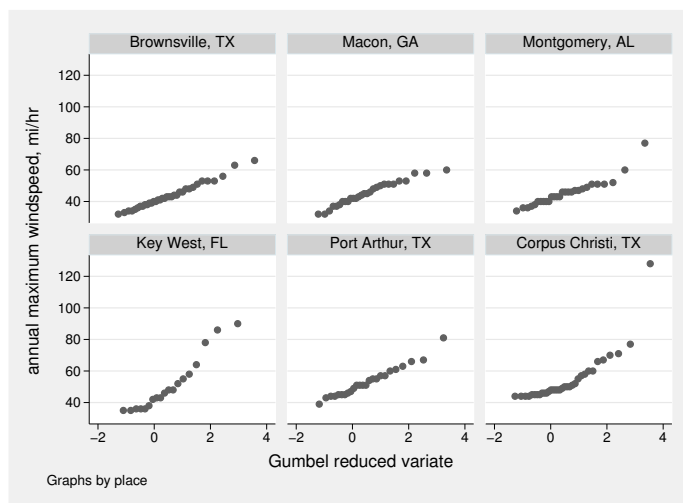 Brownsville, TX
Macon, GA
Montgomery, AL
120
100
80
60
40
Key West, FL
Port Arthur, TX
Corpus Christi, TX
120
100
80
60
40
−2 0 2 4 −2 0 2 4 −2 0 2 4
annual maximum windspeed, mi/hr
Gumbel reduced variate
Graphs by place